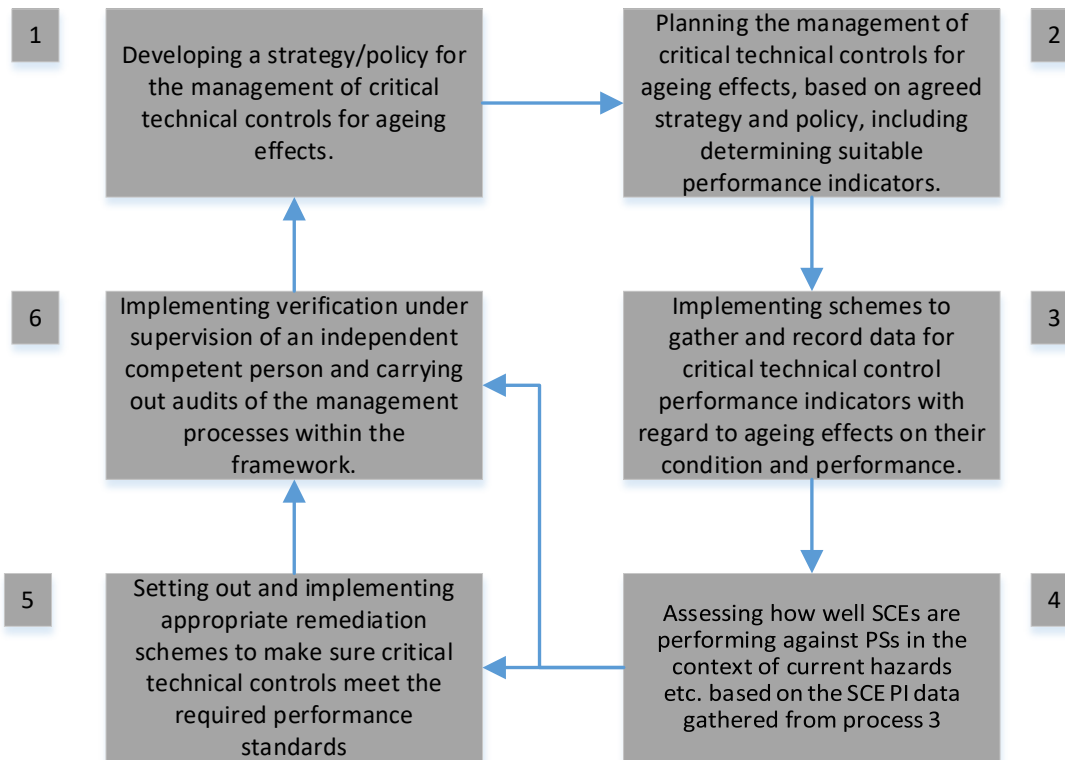 1
Developing a strategy/policy for
the management of critical
technical controls for ageing
effects.
Planning the management of
critical technical controls for
ageing effects, based on agreed
strategy and policy, including
determining suitable
performance indicators.
2
6
Implementing verification under
supervision of an independent
competent person and carrying
out audits of the management
processes within the
framework.
Implementing schemes to
gather and record data for
critical technical control
performance indicators with
regard to ageing effects on their
condition and performance.
3
5
Setting out and implementing
appropriate remediation
schemes to make sure critical
technical controls meet the
required performance
standards
Assessing how well SCEs are
performing against PSs in the
context of current hazards
etc. based on the SCE PI data
gathered from process 3
4